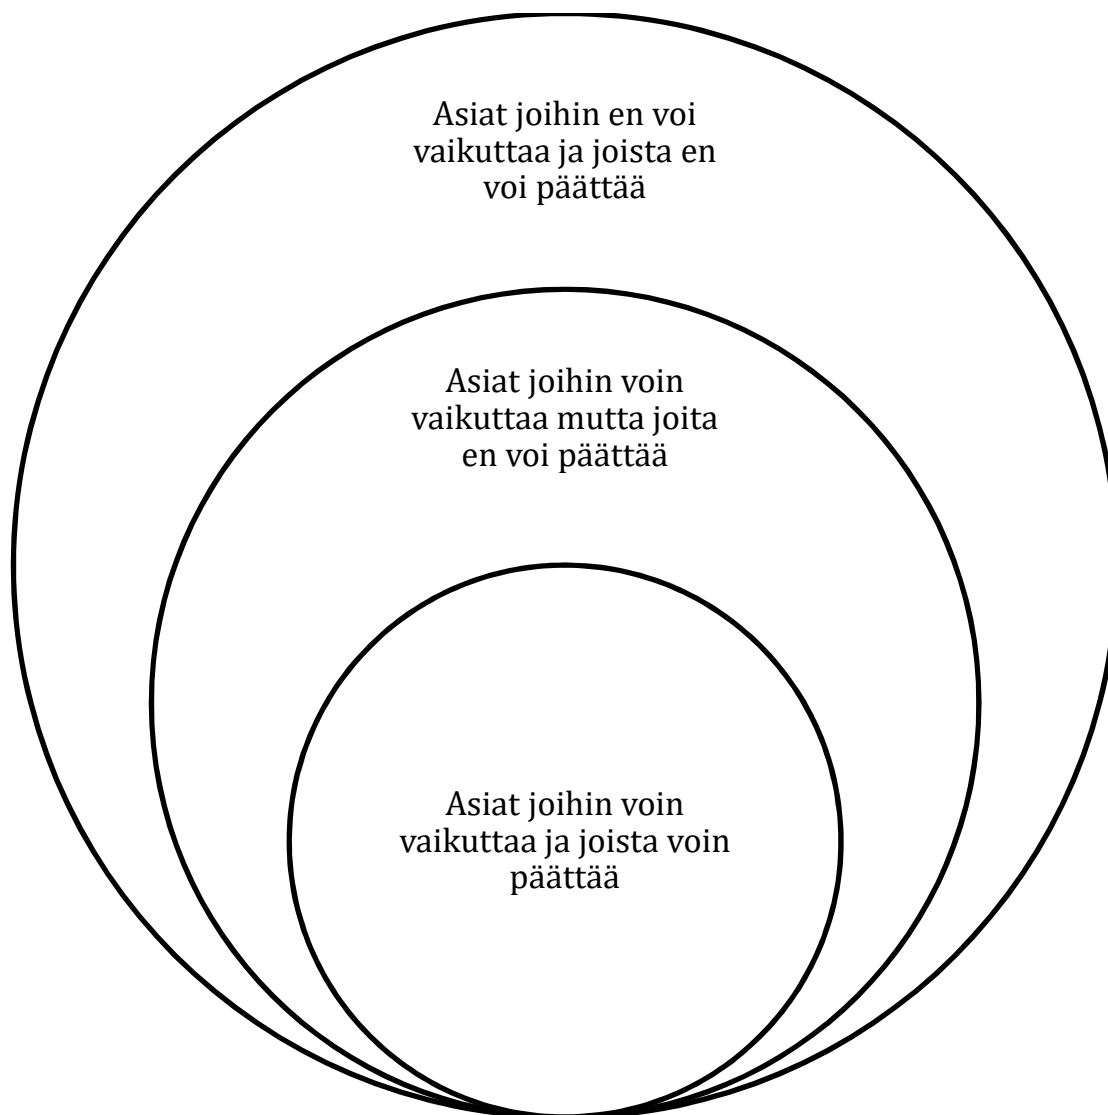 Asiat joihin en voi
vaikuttaa ja joista en
voi päättää
Asiat joihin voin
vaikuttaa mutta joita
en voi päättää
Asiat joihin voin
vaikuttaa ja joista voin
päättää